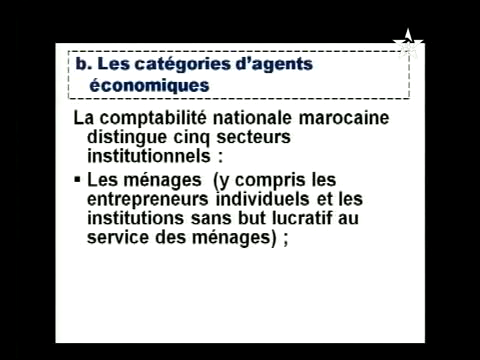 b. Les catégories d'agents
économiques
La comptabilité nationale marocaine
distingue cinq secteurs
institutionnels :
▪ Les ménages (y compris les
entrepreneurs individuels et les
institutions sans but lucratif au
service des ménages) ;